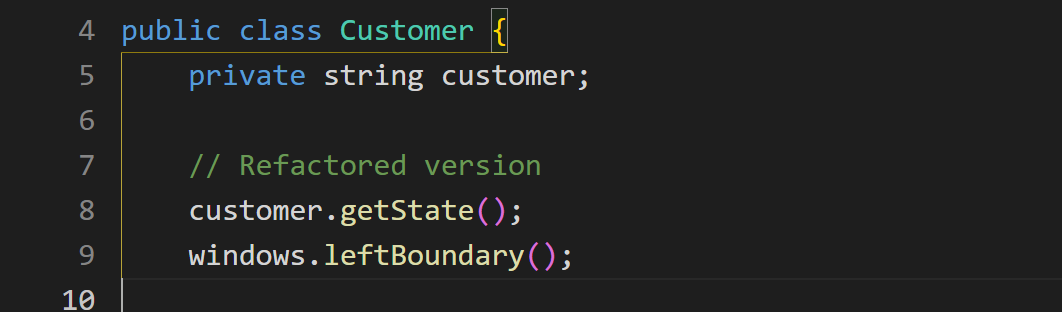 4 public class Customer {
5 private string customer;
6
7 // Refactored version
8 customer.getState();
9 windows.leftBoundary();
10